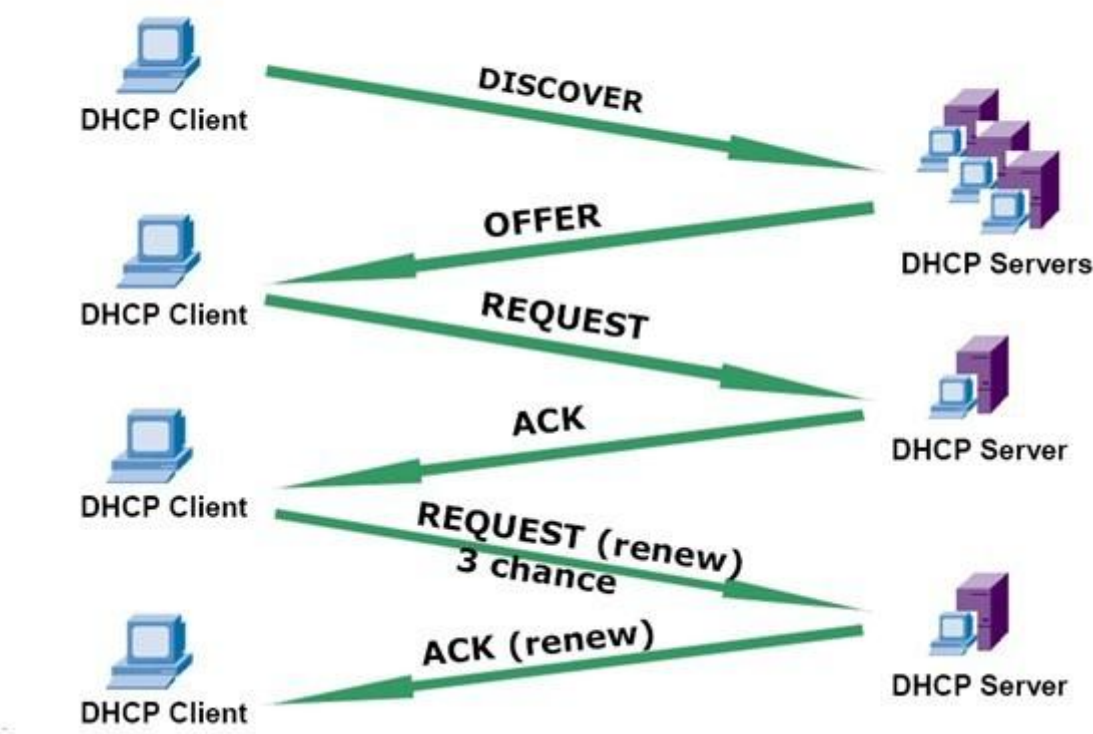 DHCP Client
DISCOVER
DHCP Servers
OFFER
DHCP Client
REQUEST
DHCP Server
ACK
DHCP Client
REQUEST (renew)
3 chance
DHCP Server
ACK (renew)
DHCP Client